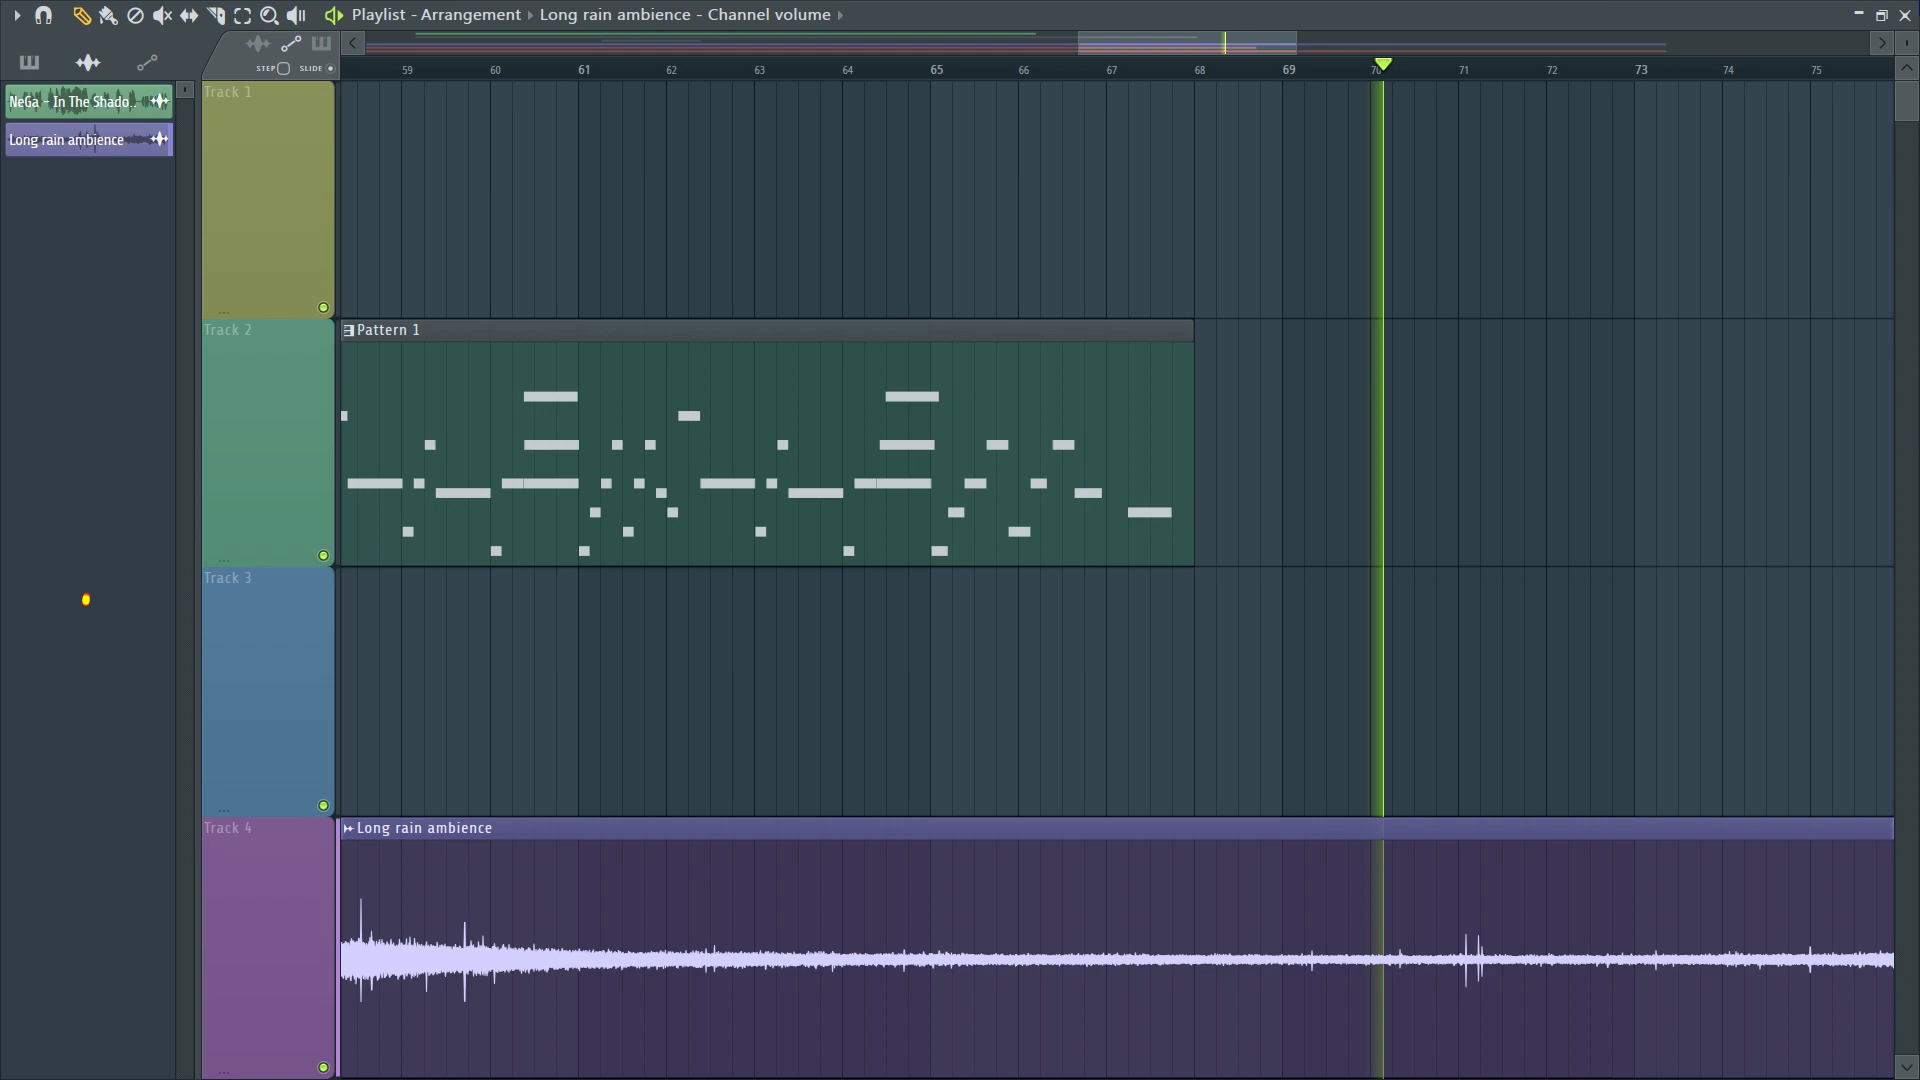 Playlist - Arrangement › Long rain ambience - Channel volume ›
STEP SLIDE
59 60 61 62 63 64 65 66 67 68 69 70 71 72 73 74 75
NeGa - In The Shado..
Long rain ambience
Track 1
Track 2
Pattern 1
Track 3
Track 4
Long rain ambience